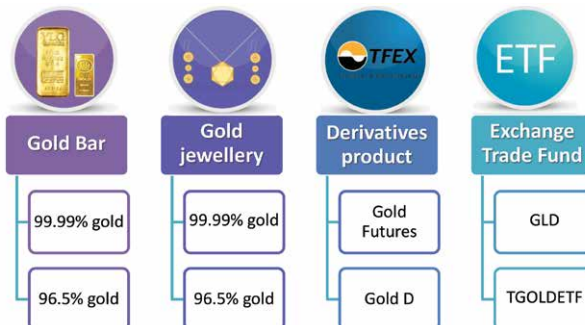 TFEX
ETF
Gold Bar
Gold
jewellery
Derivatives
product
Exchange
Trade Fund
99.99% gold
99.99% gold
Gold
Futures
GLD
96.5% gold
96.5% gold
Gold D
TGOLDETF